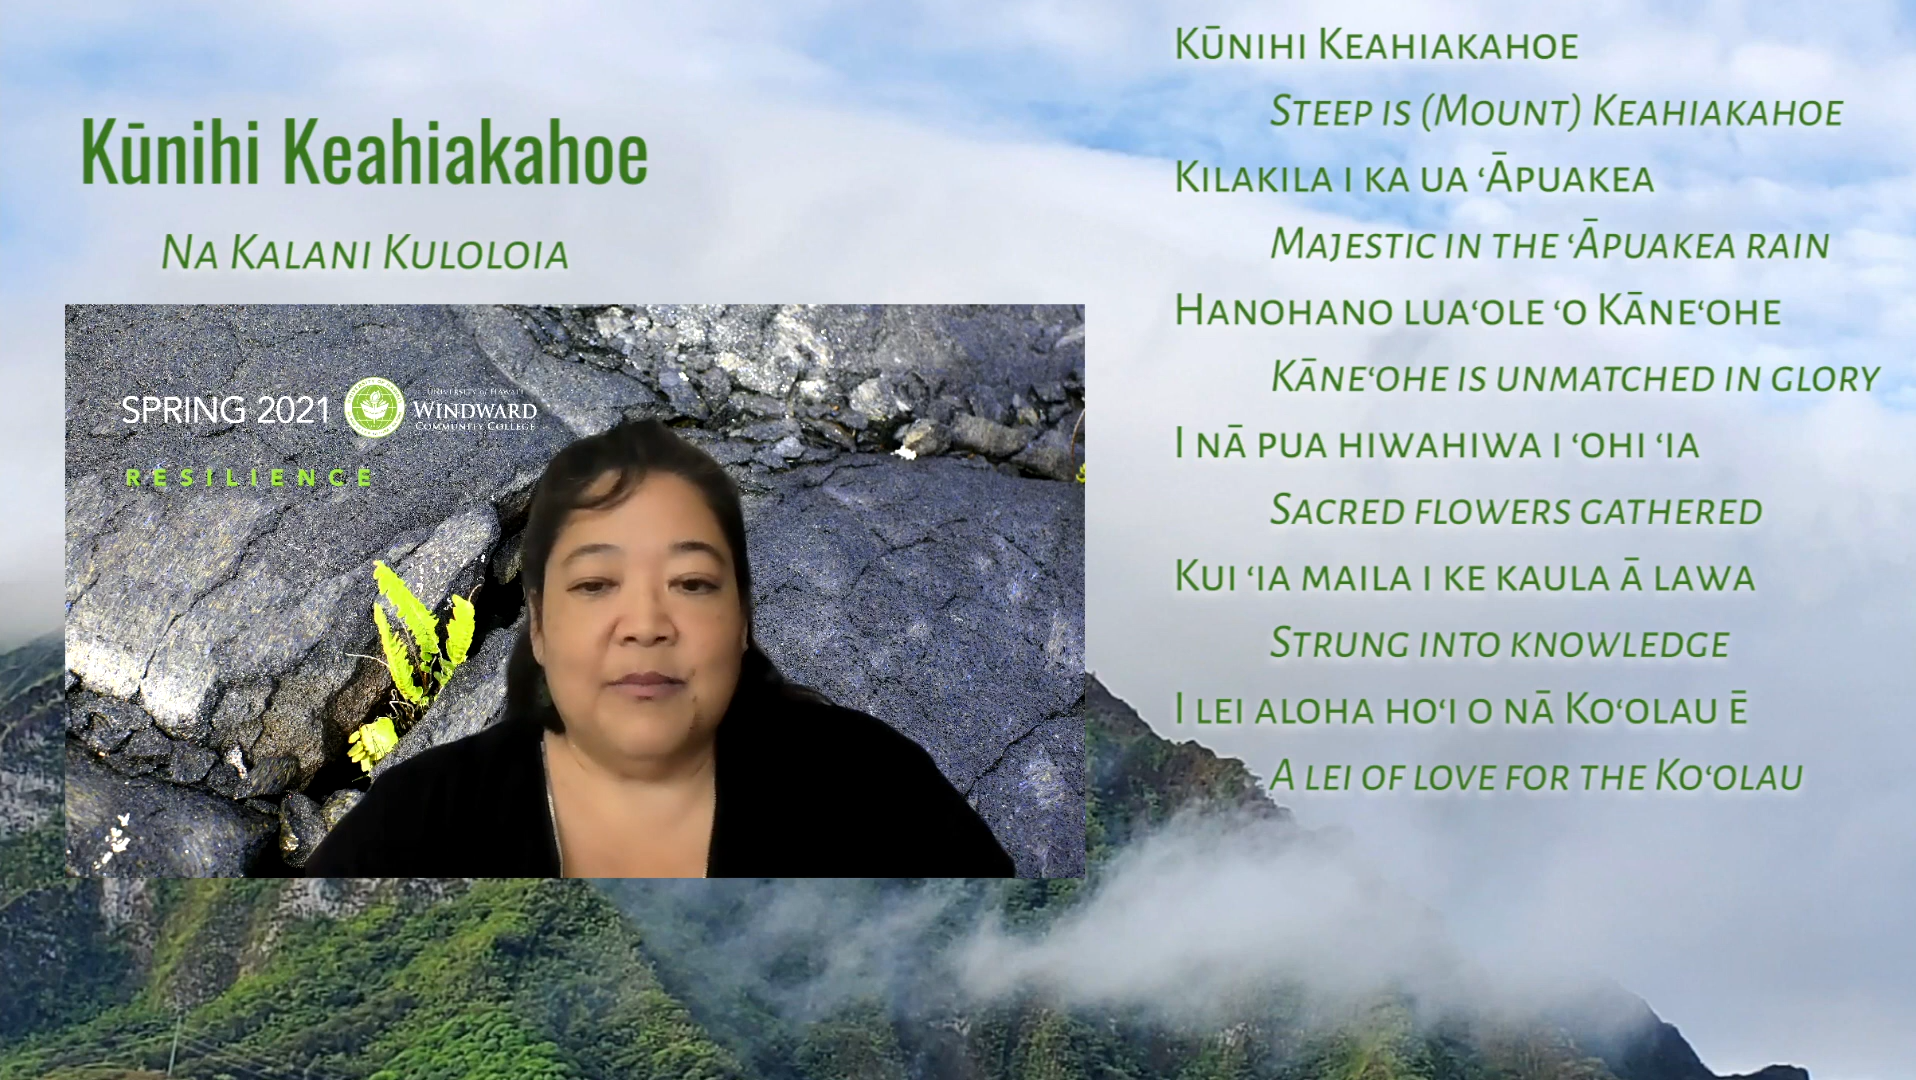 Kūnihi Keahiakahoe
Na Kalani Kuloloia
SPRING 2021
UNIVERSITY of HAWAIʻI
WINDWARD
COMMUNITY COLLEGE
RESILIENCE
Kūnihi Keahiakahoe
Steep is (Mount) Keahiakahoe
Kilakila i ka ua ʻĀpuakea
Majestic in the ʻĀpuakea rain
Hanohano luaʻole ʻo Kāneʻohe
Kāneʻohe is unmatched in glory
I nā pua hiwahiwa i ʻohi ʻia
Sacred flowers gathered
Kui ʻia maila i ke kaula ā lawa
Strung into knowledge
I lei aloha hoʻi o nā Koʻolau ē
A lei of love for the Koʻolau